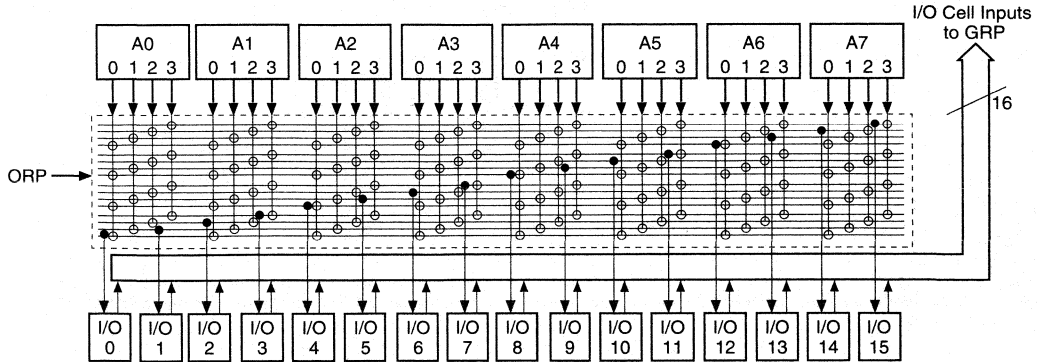 I/O Cell Inputs
to GRP
A0 A1 A2 A3 A4 A5 A6 A7
0 1 2 3 0 1 2 3 0 1 2 3 0 1 2 3 0 1 2 3 0 1 2 3 0 1 2 3 0 1 2 3
16
ORP
I/O I/O I/O I/O I/O I/O I/O I/O I/O I/O I/O I/O I/O I/O I/O I/O
0 1 2 3 4 5 6 7 8 9 10 11 12 13 14 15